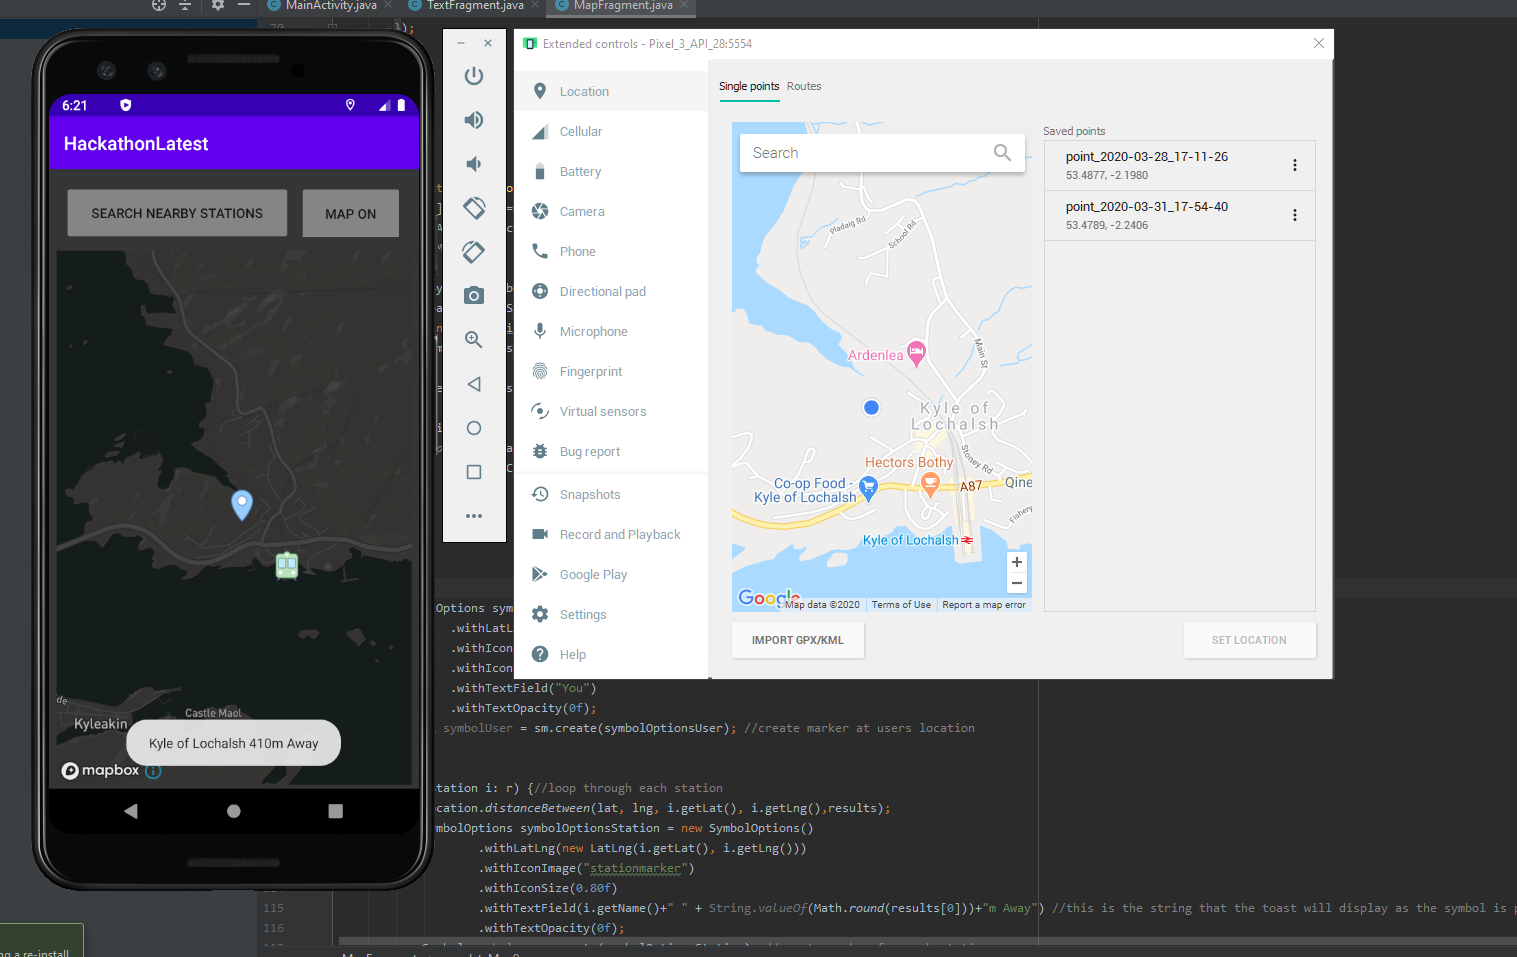 MainActivity.java
TextFragment.java
MapFragment.java
6:21
HackathonLatest
SEARCH NEARBY STATIONS
MAP ON
Kyleakin
Castle Maol
Kyle of Lochalsh 410m Away
mapbox
Extended controls - Pixel_3_API_28:5554
Location
Cellular
Battery
Camera
Phone
Directional pad
Microphone
Fingerprint
Virtual sensors
Bug report
Snapshots
Record and Playback
Google Play
Settings
Help
Single points
Routes
Search
Pladaig Rd
School Rd
Main St
Ardenlea
Kyle of
Lochalsh
Stoney Rd
Hectors Bothy
Co-op Food -
Kyle of Lochalsh
A87
Qine
Fishery
Kyle of Lochalsh
Google
Map data ©2020
Terms of Use
Report a map error
IMPORT GPX/KML
Saved points
point_2020-03-28_17-11-26
53.4877, -2.1980
point_2020-03-31_17-54-40
53.4789, -2.2406
SET LOCATION
Options sym
.withLatL
.withIcon
.withIcon
.withTextField("You")
.withTextOpacity(0f);
symbolUser = sm.create(symbolOptionsUser); //create marker at users location
tation i: r) {//loop through each station
cation.distanceBetween(lat, lng, i.getLat(), i.getLng(),results);
mbolOptions symbolOptionsStation = new SymbolOptions()
.withLatLng(new LatLng(i.getLat(), i.getLng()))
.withIconImage("stationmarker")
.withIconSize(0.80f)
115 .withTextField(i.getName()+" " + String.valueOf(Math.round(results[0]))+"m Away") //this is the string that the toast will display as the symbol is p
116 .withTextOpacity(0f);
ng a re-install